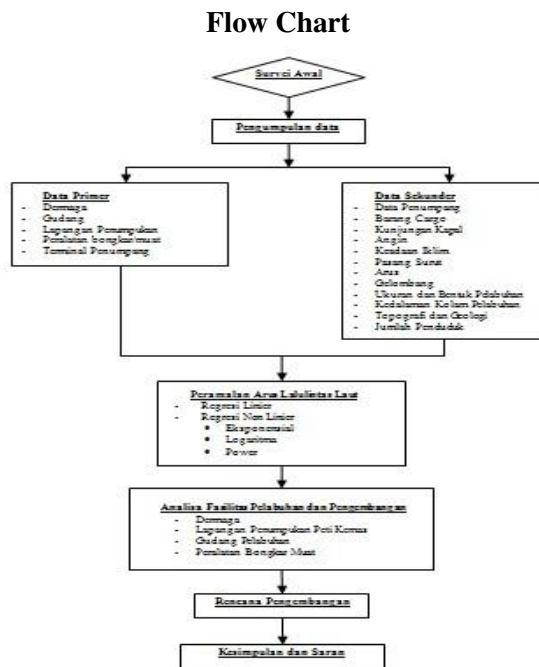 Flow Chart
Survei Awal
Pengumpulan data
Data Primer
- Dermaga
- Gudang
- Lapangan Penumpukan
- Peralatan bongkar/muat
- Terminal Penumpang
Data Sekunder
- Data Penumpang
- Barang Cargo
- Kunjungan Kapal
- Angin
- Keadaan Iklim
- Pasang Surut
- Arus
- Gelombang
- Ukuran dan Bentuk Pelabuhan
- Kedalaman Kolam Pelabuhan
- Topografi dan Geologi
- Jumlah Penduduk
Peramalan Arus Lalulintas Laut
- Regresi Linier
- Regresi Non Linier
• Eksponensial
• Logaritma
• Power
Analisa Fasilitas Pelabuhan dan Pengembangan
- Dermaga
- Lapangan Penumpukan Peti Kemas
- Gudang Pelabuhan
- Peralatan Bongkar Muat
Rencana Pengembangan
Kesimpulan dan Saran